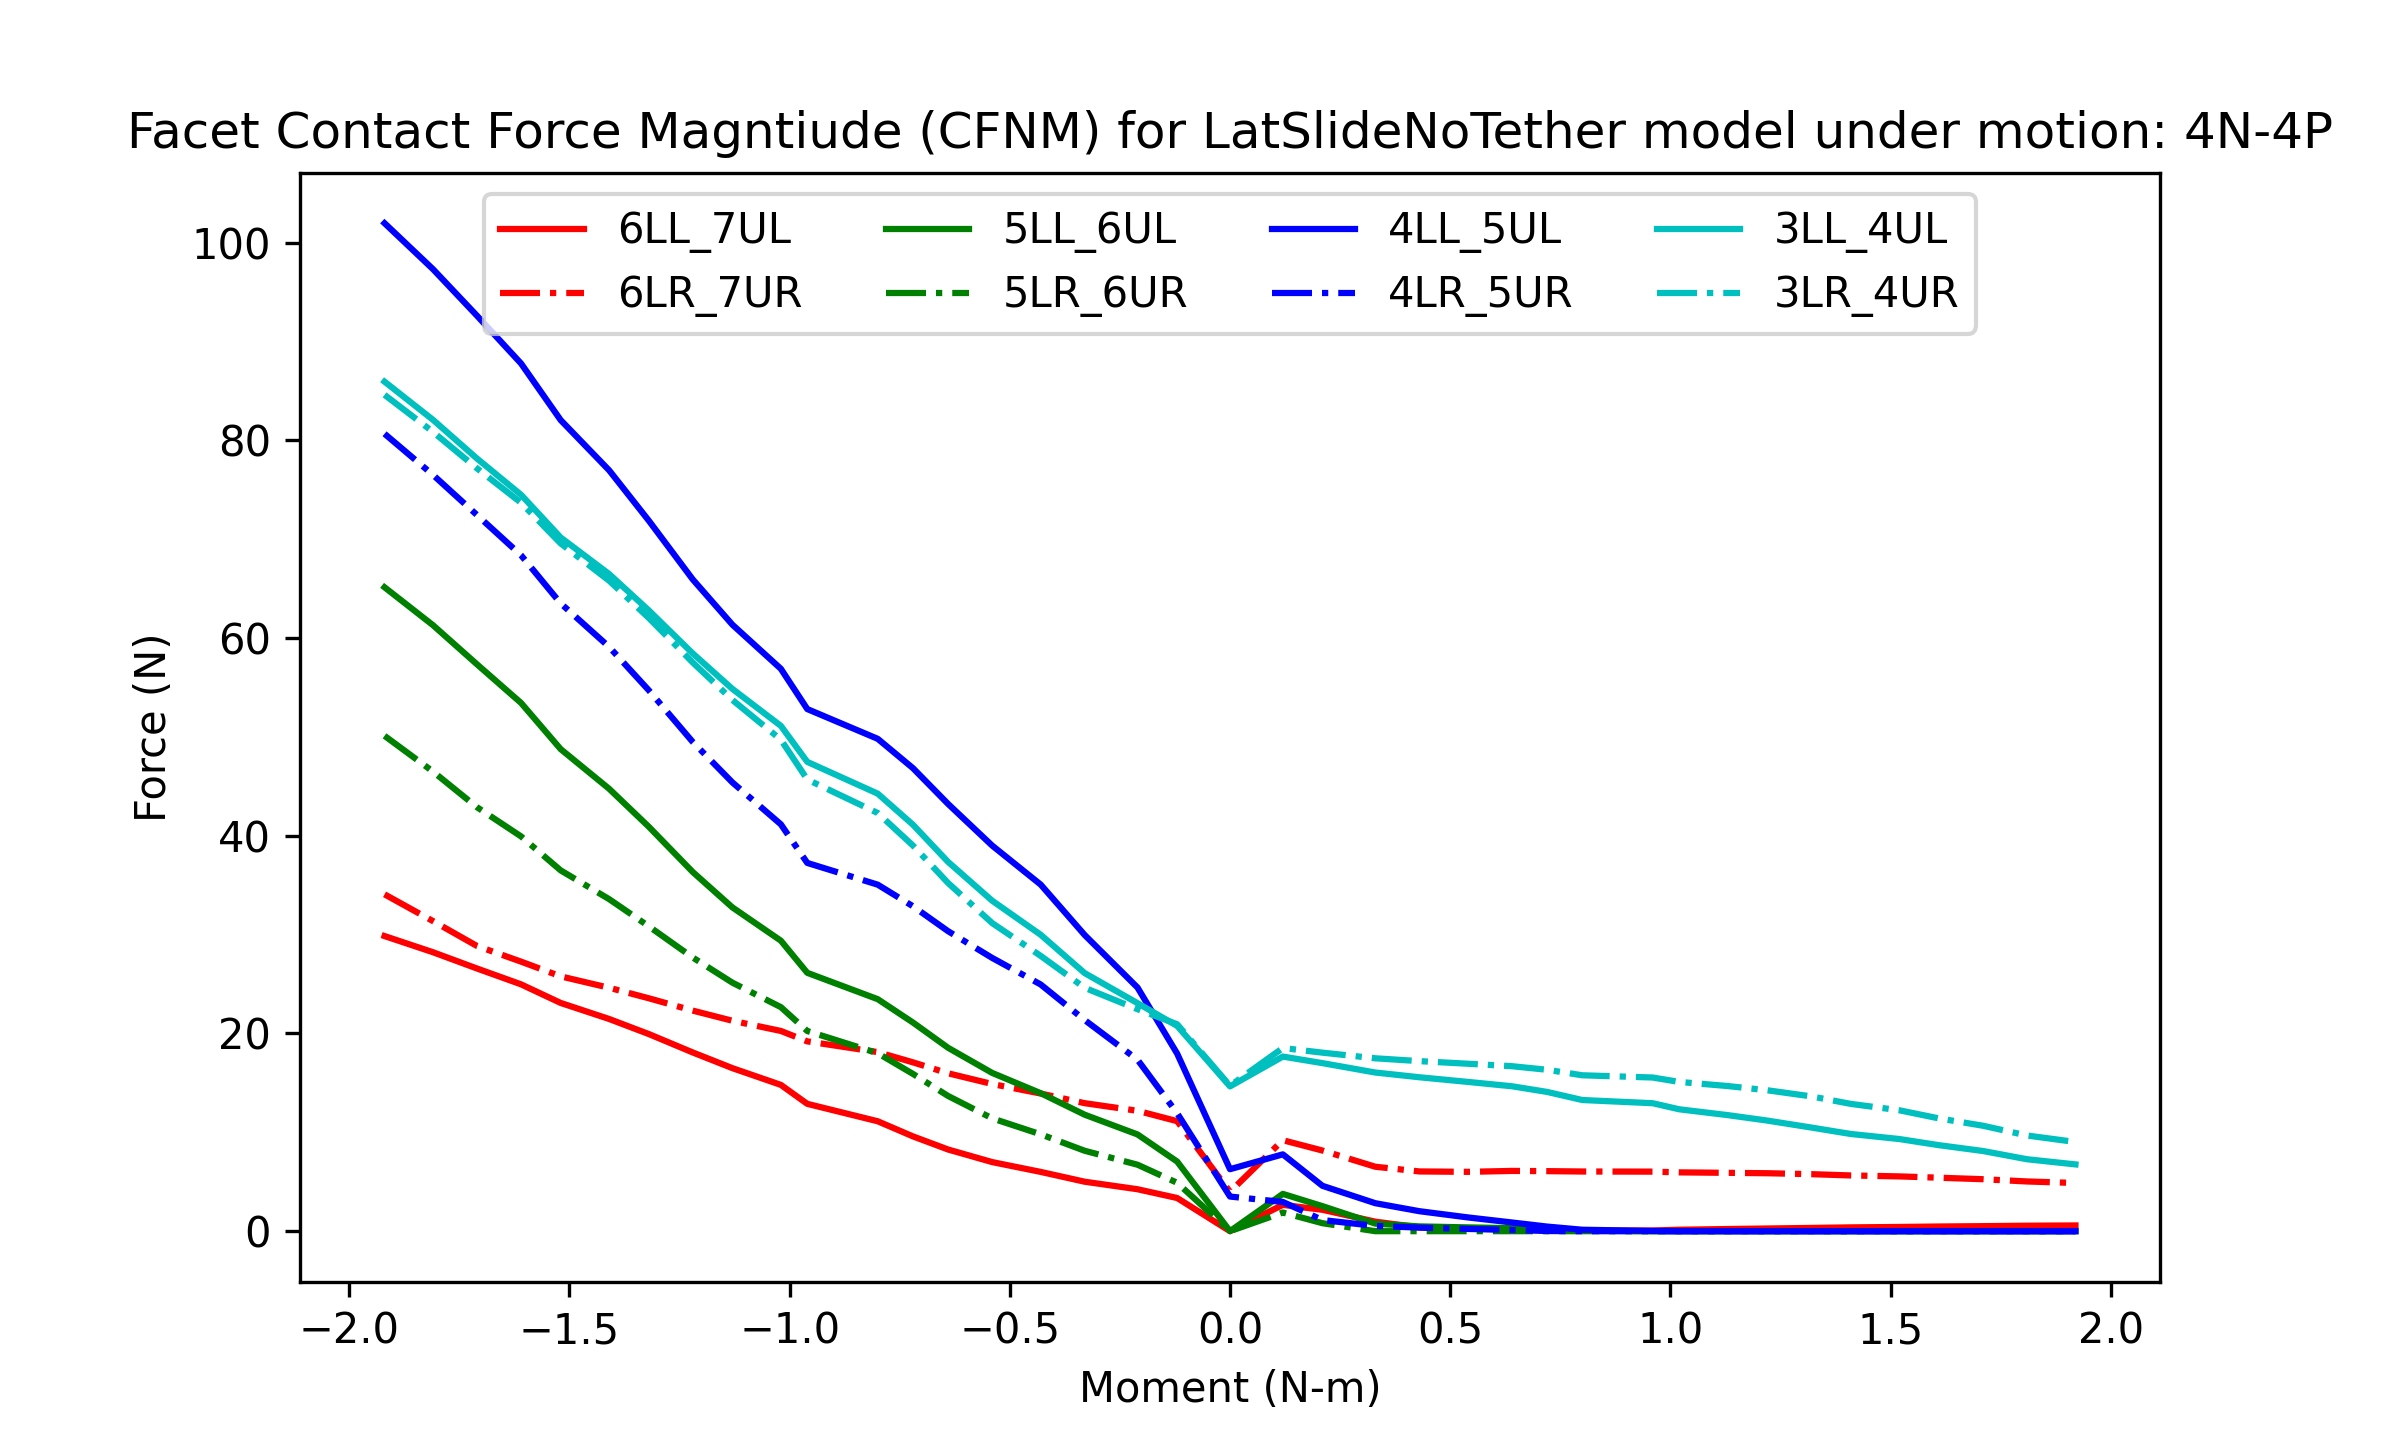 Facet Contact Force Magntiude (CFNM) for LatSlideNoTether model under motion: 4N-4P
6LL_7UL 5LL_6UL 4LL_5UL 3LL_4UL
6LR_7UR 5LR_6UR 4LR_5UR 3LR_4UR
100
80
60
40
20
0
Force (N)
−2.0 −1.5 −1.0 −0.5 0.0 0.5 1.0 1.5 2.0
Moment (N-m)